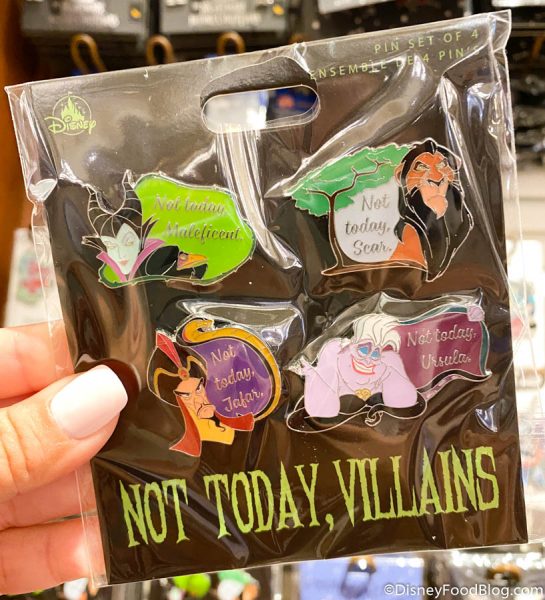 PIN SET OF 4
ENSEMBLE DE 4 PIN'S
Disney
Not today,
Maleficent.
Not
today,
Scar.
Not
today,
Jafar.
Not today,
Ursula.
NOT TODAY, VILLAINS
©DisneyFoodBlog.com